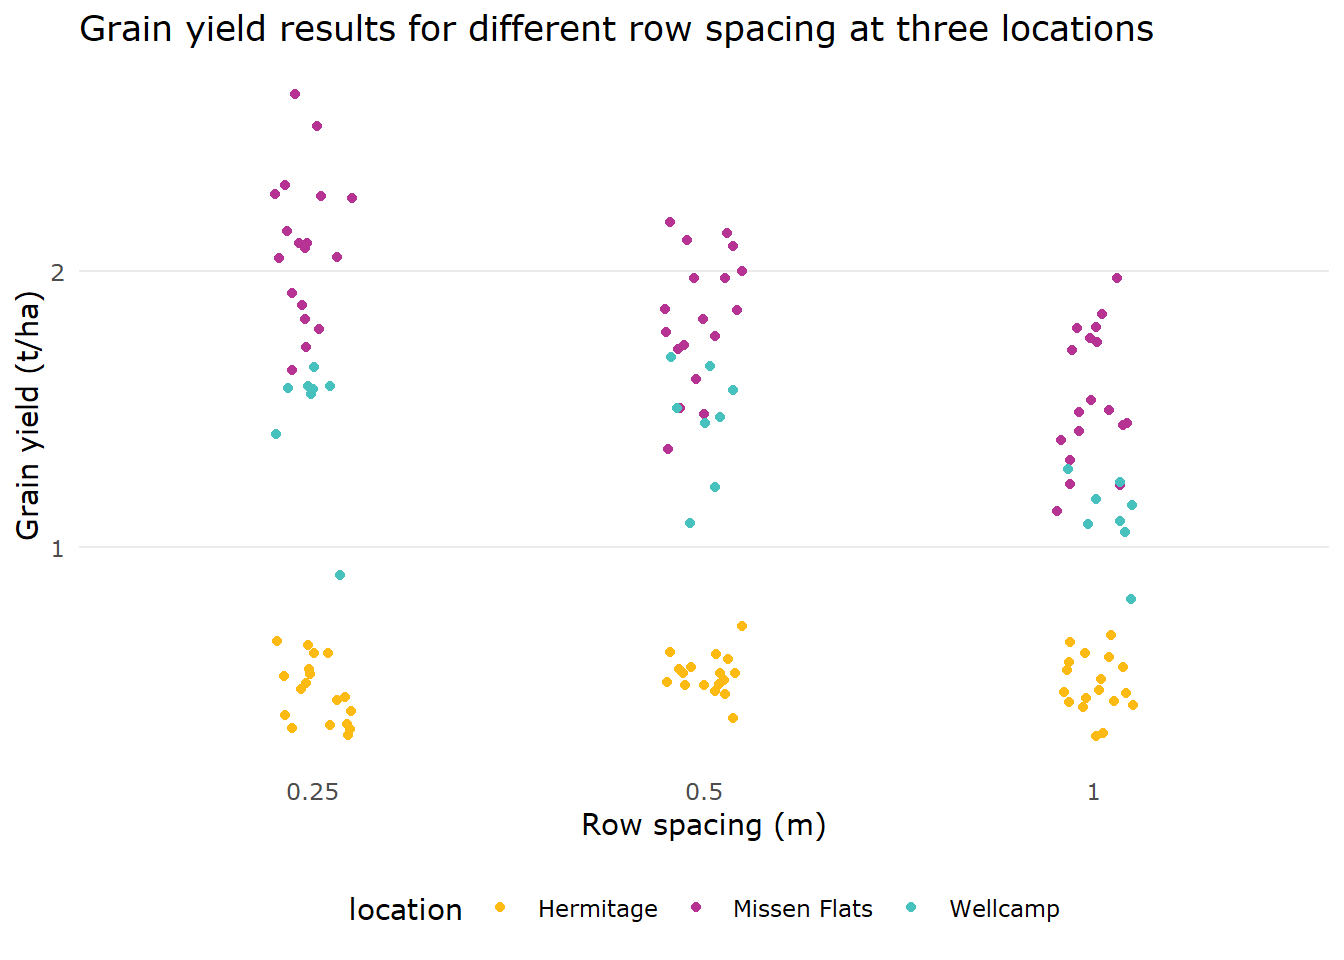 Grain yield results for different row spacing at three locations
Grain yield (t/ha)
2
1
0.25 0.5 1
Row spacing (m)
location Hermitage Missen Flats Wellcamp